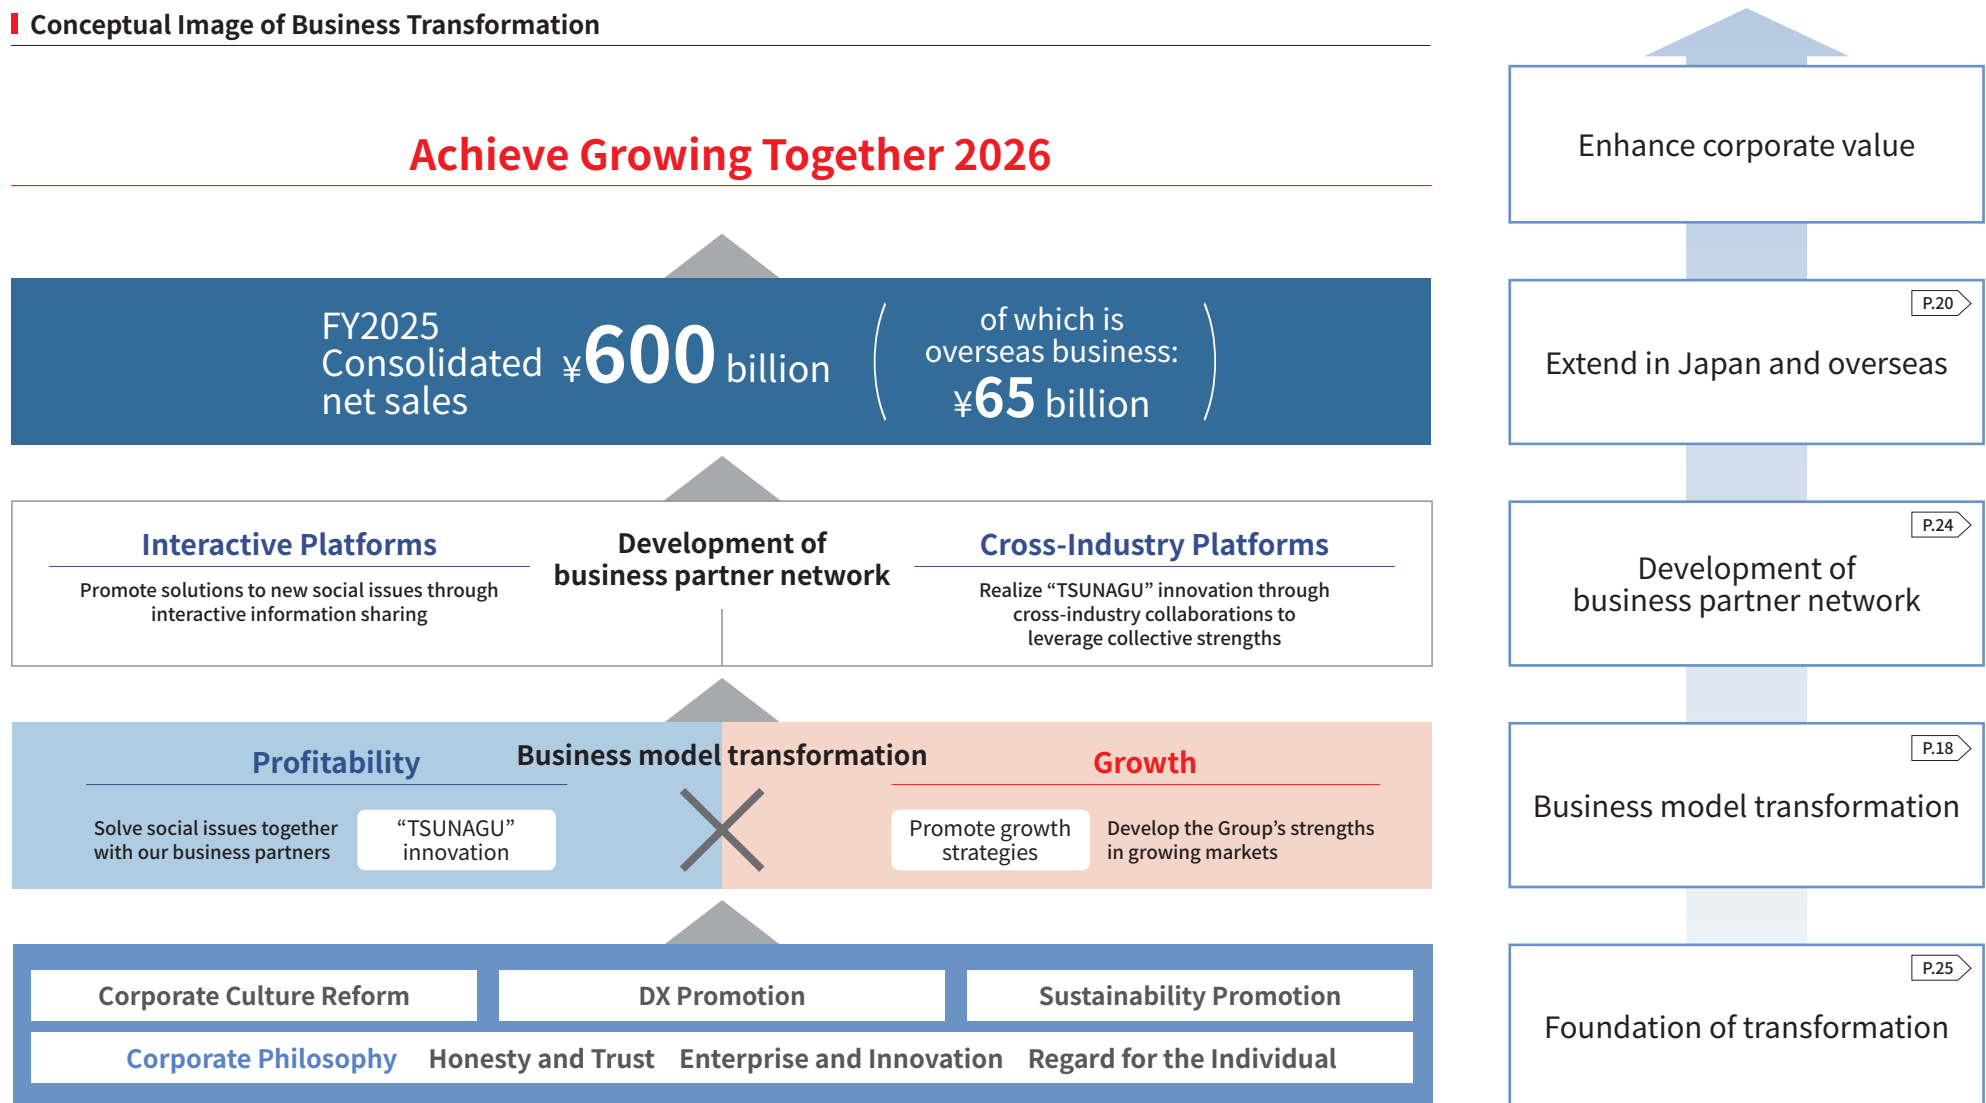 Conceptual Image of Business Transformation
Achieve Growing Together 2026
Enhance corporate value
FY2025
Consolidated
net sales
¥600 billion
of which is
overseas business:
¥65 billion
P.20
Extend in Japan and overseas
Interactive Platforms
Promote solutions to new social issues through
interactive information sharing
Development of
business partner network
Cross-Industry Platforms
Realize “TSUNAGU” innovation through
cross-industry collaborations to
leverage collective strengths
P.24
Development of
business partner network
Business model transformation
Profitability
Solve social issues together
with our business partners
“TSUNAGU”
innovation
Growth
Promote growth
strategies
Develop the Group’s strengths
in growing markets
P.18
Business model transformation
Corporate Culture Reform
DX Promotion
Sustainability Promotion
Corporate Philosophy Honesty and Trust Enterprise and Innovation Regard for the Individual
P.25
Foundation of transformation